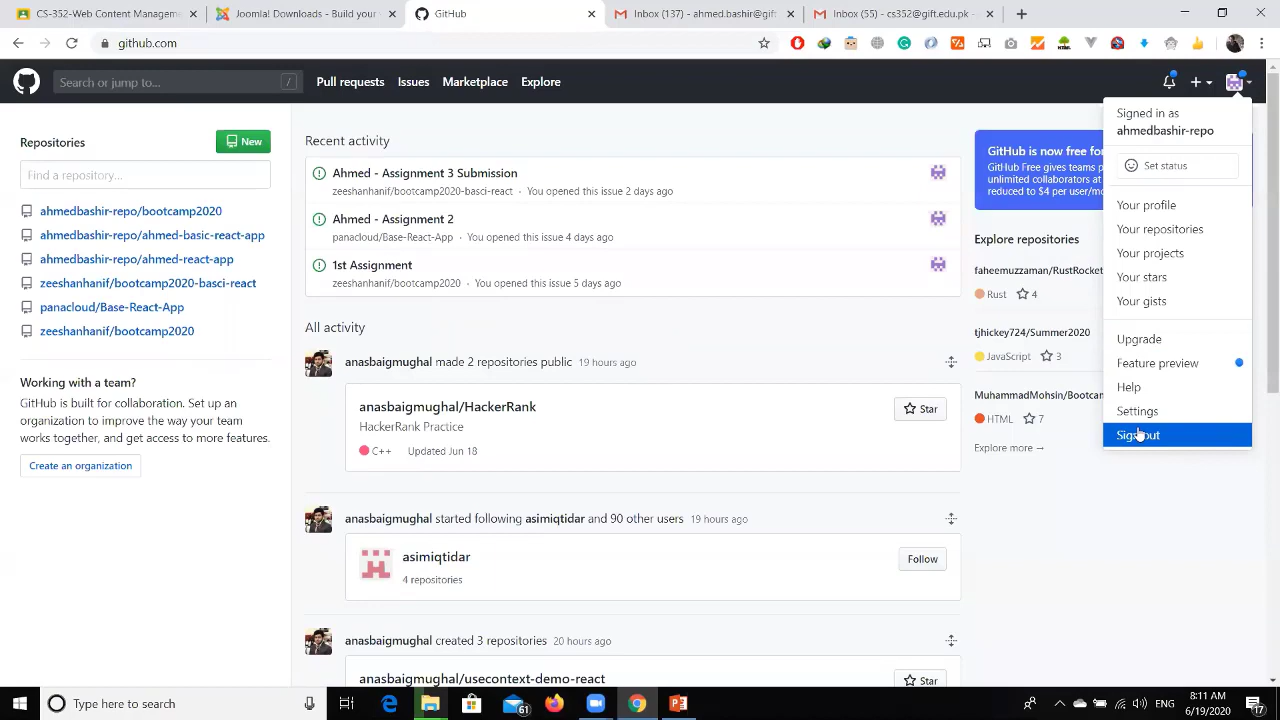 CS-352-Web Content Managemen
Joomla! Downloads - Build your
GitHub
Inbox (137) - ahmed.bashir@gift
Inbox (55) - cs352@gift.edu.pk -
github.com
Search or jump to... /
Pull requests Issues Marketplace Explore
Signed in as
ahmedbashir-repo
Set status
Your profile
Your repositories
Your projects
Your stars
Your gists
Upgrade
Feature preview
Help
Settings
Sign out
Repositories
New
Find a repository...
ahmedbashir-repo/bootcamp2020
ahmedbashir-repo/ahmed-basic-react-app
ahmedbashir-repo/ahmed-react-app
zeeshanhanif/bootcamp2020-basci-react
panacloud/Base-React-App
zeeshanhanif/bootcamp2020
Working with a team?
GitHub is built for collaboration. Set up an
organization to improve the way your team
works together, and get access to more features.
Create an organization
Recent activity
Ahmed - Assignment 3 Submission
zeeshanhanif/bootcamp2020-basci-react · You opened this issue 2 days ago
Ahmed - Assignment 2
panacloud/Base-React-App · You opened this issue 4 days ago
1st Assignment
zeeshanhanif/bootcamp2020 · You opened this issue 5 days ago
All activity
anasbaigmughal made 2 repositories public 19 hours ago
anasbaigmughal/HackerRank
Star
HackerRank Practice
C++ Updated Jun 18
anasbaigmughal started following asimiqtidar and 90 other users 19 hours ago
asimiqtidar
4 repositories
Follow
anasbaigmughal created 3 repositories 20 hours ago
anasbaigmughal/usecontext-demo-react
Star
GitHub is now free for
GitHub Free gives teams p
unlimited collaborators at
reduced to $4 per user/mo
Explore repositories
faheemuzzaman/RustRocket
Rust 4
tjhickey724/Summer2020
JavaScript 3
MuhammadMohsin/Bootcam
HTML 7
Explore more →
Type here to search
61
ENG
8:11 AM
6/19/2020
17